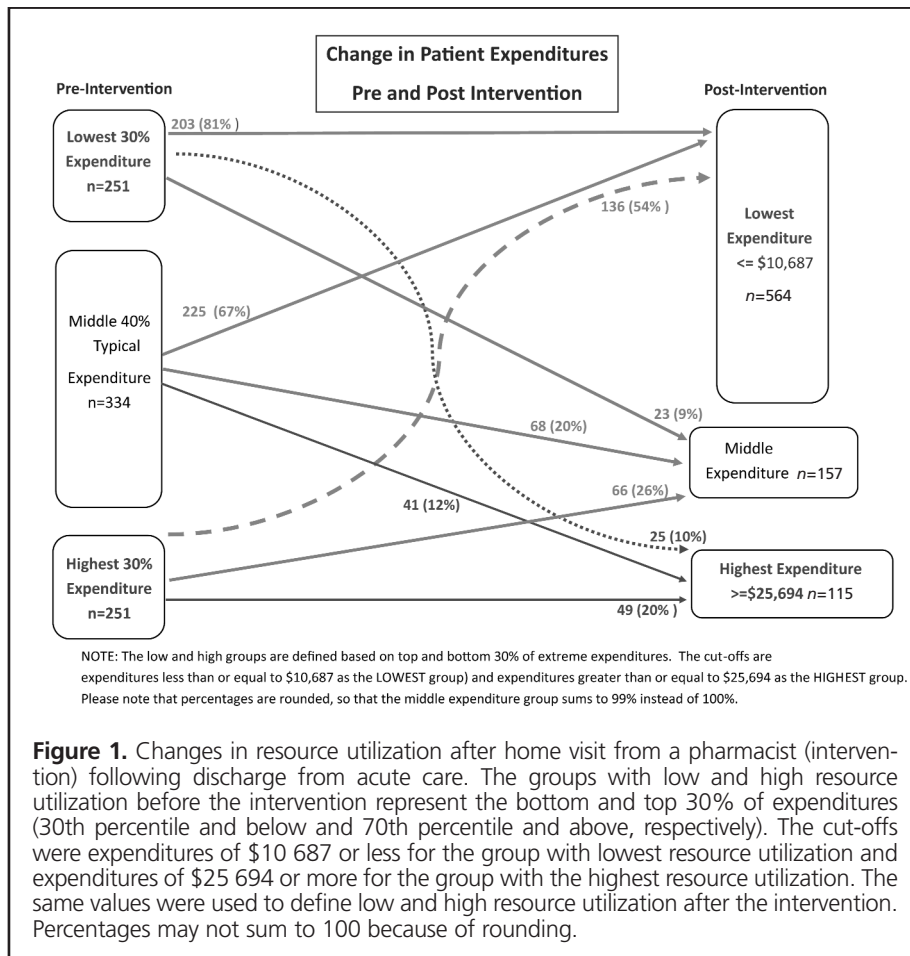 Change in Patient Expenditures
Pre and Post Intervention
Pre-Intervention
Post-Intervention
Lowest 30%
Expenditure
n=251
203 (81% )
136 (54% )
Lowest
Expenditure
<= $10,687
n=564
Middle 40%
Typical
Expenditure
n=334
225 (67%)
68 (20%)
41 (12%)
23 (9%)
Middle
Expenditure n=157
66 (26%)
25 (10%)
Highest 30%
Expenditure
n=251
49 (20% )
Highest Expenditure
>=$25,694 n=115
NOTE: The low and high groups are defined based on top and bottom 30% of extreme expenditures. The cut-offs are
expenditures less than or equal to $10,687 as the LOWEST group) and expenditures greater than or equal to $25,694 as the HIGHEST group.
Please note that percentages are rounded, so that the middle expenditure group sums to 99% instead of 100%.
Figure 1. Changes in resource utilization after home visit from a pharmacist (interven-
tion) following discharge from acute care. The groups with low and high resource
utilization before the intervention represent the bottom and top 30% of expenditures
(30th percentile and below and 70th percentile and above, respectively). The cut-offs
were expenditures of $10 687 or less for the group with lowest resource utilization and
expenditures of $25 694 or more for the group with the highest resource utilization. The
same values were used to define low and high resource utilization after the intervention.
Percentages may not sum to 100 because of rounding.